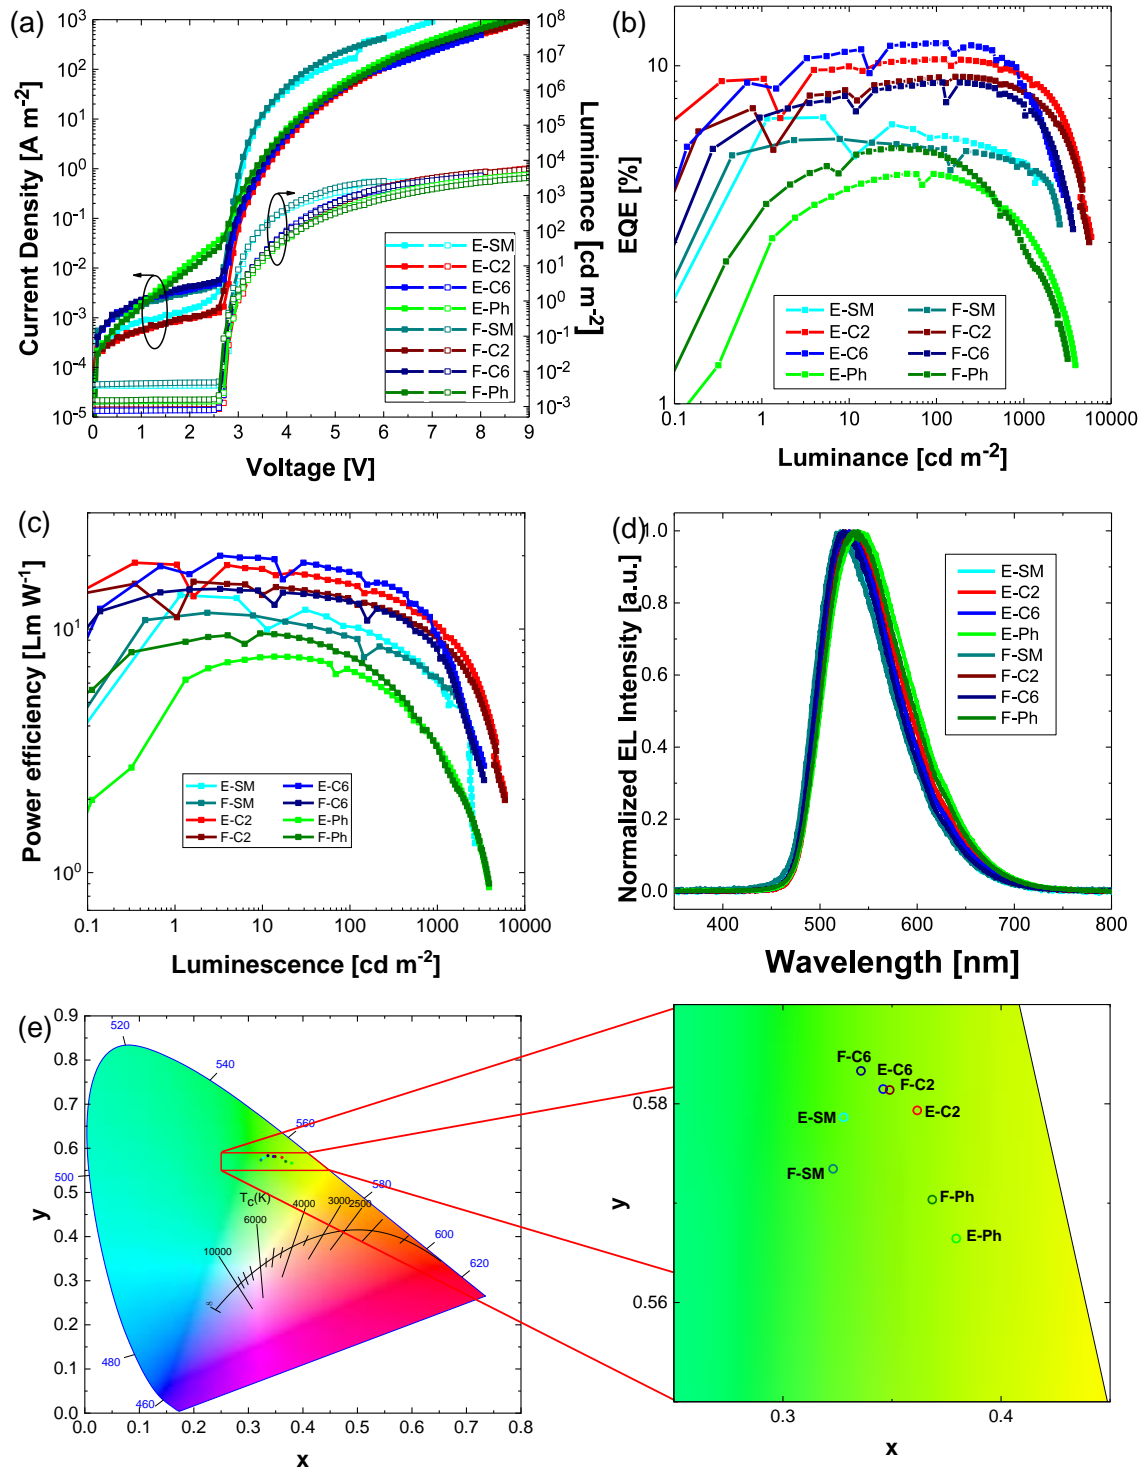 (a)
10^3
10^2
10^1
10^0
10^-1
10^-2
10^-3
10^-4
10^-5
Current Density [A m^-2]
0 1 2 3 4 5 6 7 8 9
Voltage [V]
10^8
10^7
10^6
10^5
10^4
10^3
10^2
10^1
10^0
10^-1
10^-2
10^-3
Luminance [cd m^-2]
E-SM
E-C2
E-C6
E-Ph
F-SM
F-C2
F-C6
F-Ph
(b)
10
1
EQE [%]
0.1 1 10 100 1000 10000
Luminance [cd m^-2]
E-SM F-SM
E-C2 F-C2
E-C6 F-C6
E-Ph F-Ph
(c)
10^1
10^0
Power efficiency [Lm W^-1]
0.1 1 10 100 1000 10000
Luminescence [cd m^-2]
E-SM E-C6
F-SM F-C6
E-C2 E-Ph
F-C2 F-Ph
(d)
1.0
0.8
0.6
0.4
0.2
0.0
Normalized EL Intensity [a.u.]
400 500 600 700 800
Wavelength [nm]
E-SM
E-C2
E-C6
E-Ph
F-SM
F-C2
F-C6
F-Ph
(e)
0.9
0.8
0.7
0.6
0.5
0.4
0.3
0.2
0.1
0.0
y
0.0 0.1 0.2 0.3 0.4 0.5 0.6 0.7 0.8
x
520
540
560
500
580
600
620
480
460
T_C(K)
4000
3000
2500
6000
10000
∞
F-C6
E-C6
F-C2
E-C2
E-SM
F-SM
F-Ph
E-Ph
0.58
0.56
y
0.3 0.4
x